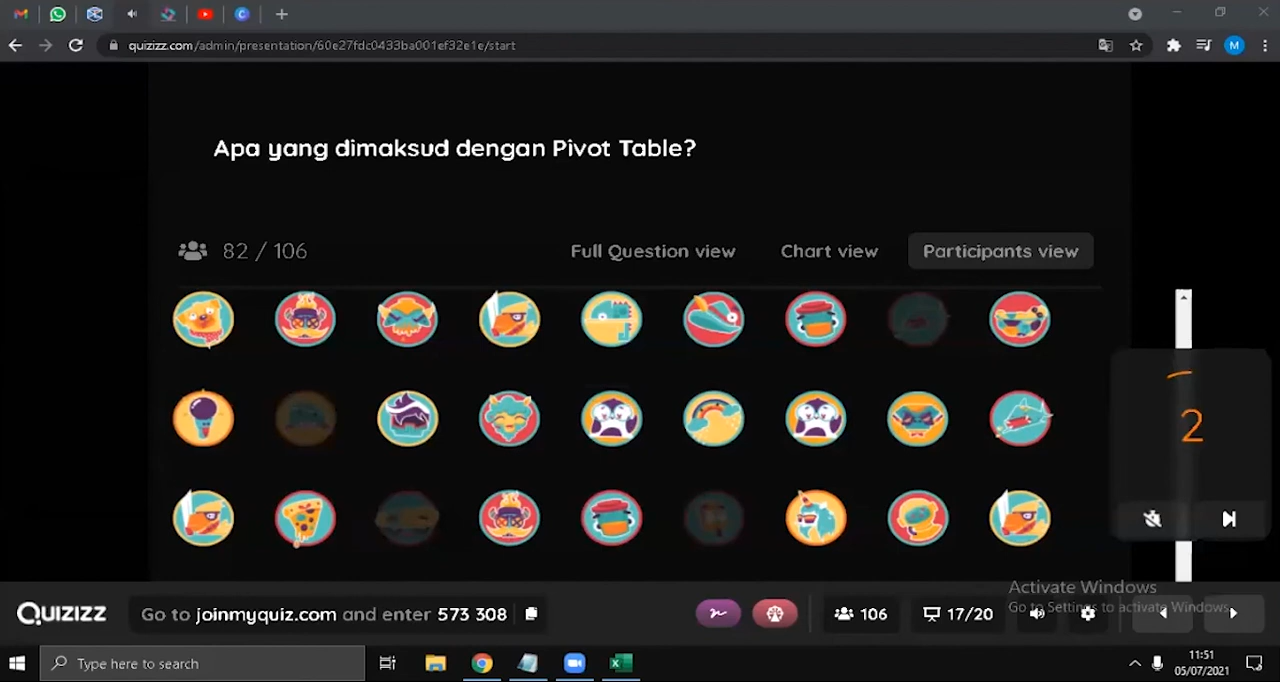 quizizz.com/admin/presentation/60e27fdc0433ba001ef32e1e/start
M
Apa yang dimaksud dengan Pivot Table?
82 / 106
Full Question view
Chart view
Participants view
2
QUIZIZZ
Go to joinmyquiz.com and enter 573 308
106
17/20
Activate Windows
Go to Settings to activate Windows.
Type here to search
11:51
05/07/2021